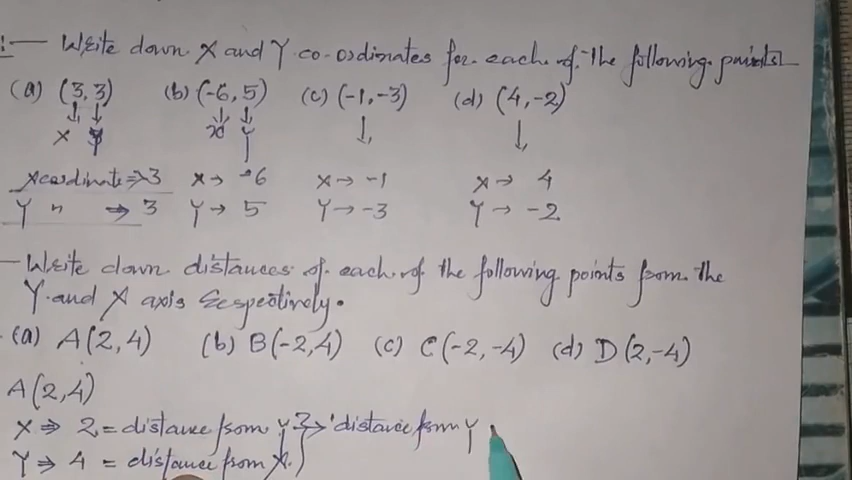 1:— Write down X and Y co-ordinates for each of the following points
(a) (3, 3) (b) (-6, 5) (c) (-1, -3) (d) (4, -2)
X Y x Y
X cordinate ⇒ 3 X → -6 X → -1 X → 4
Y " ⇒ 3 Y → 5 Y → -3 Y → -2
— Write down distances of each of the following points from the
Y and X axis respectively.
(a) A(2, 4) (b) B(-2, 4) (c) C(-2, -4) (d) D(2, -4)
A(2, 4)
X ⇒ 2 = distance from Y → distance from Y
Y ⇒ 4 = distance from X.